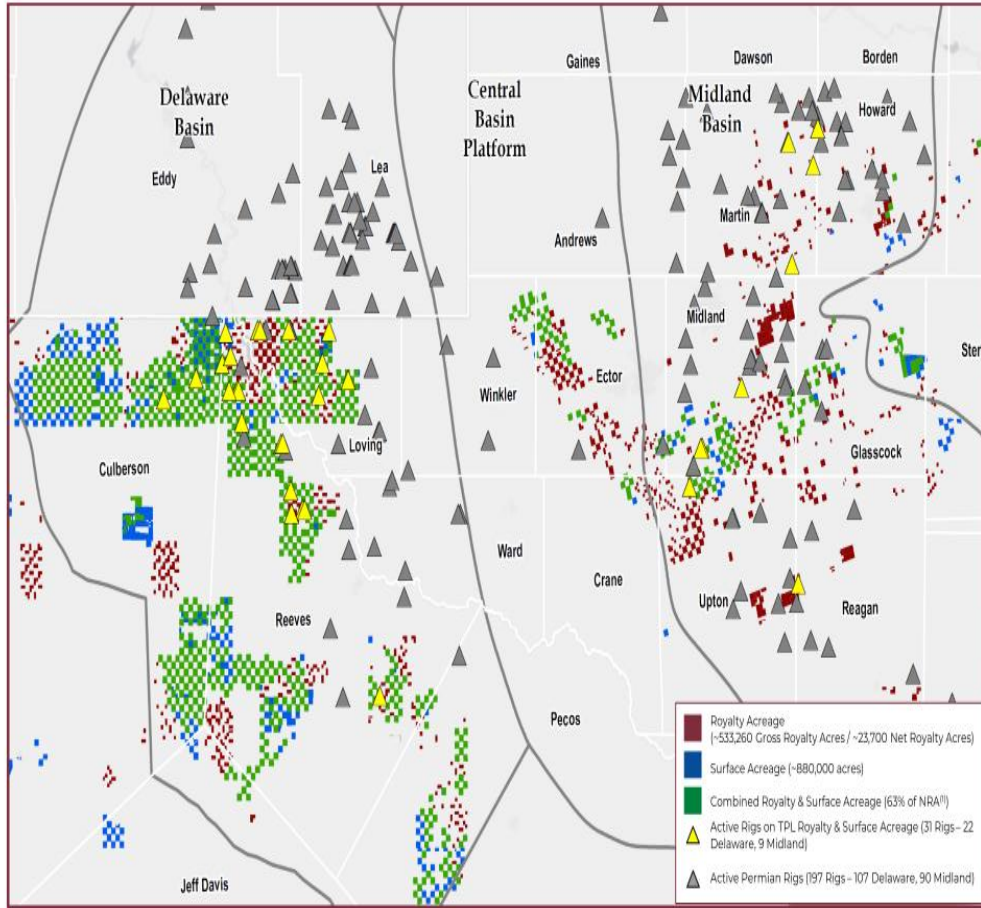 Gaines
Dawson
Borden
Delaware
Basin
Central
Basin
Platform
Midland
Basin
Howard
Eddy
Lea
Martin
Andrews
Midland
Ector
Winkler
Ster
Loving
Culberson
Glasscock
Ward
Crane
Upton
Reagan
Reeves
Pecos
Jeff Davis
Royalty Acreage
(~533,260 Gross Royalty Acres / ~23,700 Net Royalty Acres)
Surface Acreage (~880,000 acres)
Combined Royalty & Surface Acreage (63% of NRA⁽¹⁾)
Active Rigs on TPL Royalty & Surface Acreage (31 Rigs – 22
Delaware, 9 Midland)
Active Permian Rigs (197 Rigs – 107 Delaware, 90 Midland)